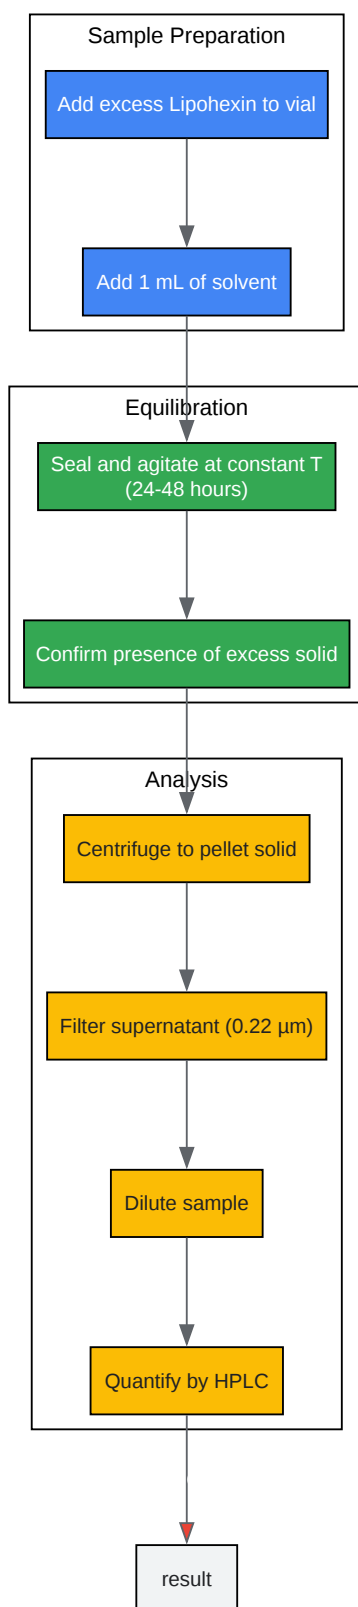 Sample Preparation
Add excess Lipohexin to vial
Add 1 mL of solvent
Equilibration
Seal and agitate at constant T
(24-48 hours)
Confirm presence of excess solid
Analysis
Centrifuge to pellet solid
Filter supernatant (0.22 µm)
Dilute sample
Quantify by HPLC
result